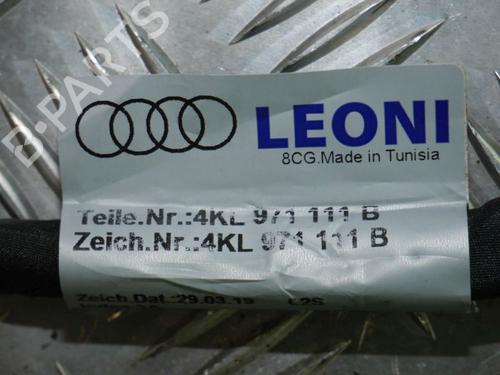 B-PARTS
LEONI
8CG.Made in Tunisia
Teile.Nr.:4KL 971 111 B
Zeich.Nr.:4KL 971 111 B
Zeich.Dat.:29.03.19